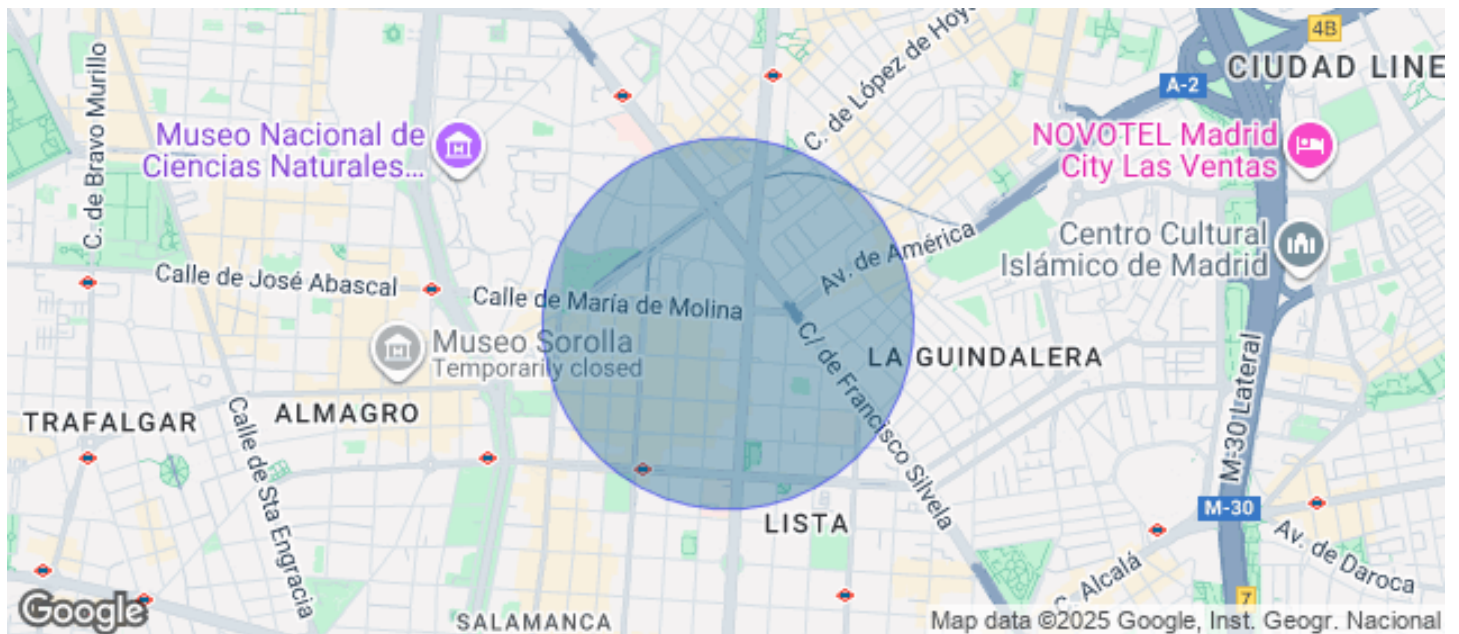 C. de Bravo Murillo
Museo Nacional de
Ciencias Naturales...
C. de López de Hoyo
4B
CIUDAD LINE
A-2
NOVOTEL Madrid
City Las Ventas
Centro Cultural
Islámico de Madrid
Av. de América
Calle de José Abascal
Calle de María de Molina
Museo Sorolla
Temporarily closed
C/ de Francisco Silvela
LA GUINDALERA
M-30 Lateral
TRAFALGAR
ALMAGRO
Calle de Sta Engracia
LISTA
M-30
Av. de Daroca
C. Alcalá
7
SALAMANCA
Google
Map data ©2025 Google, Inst. Geogr. Nacional